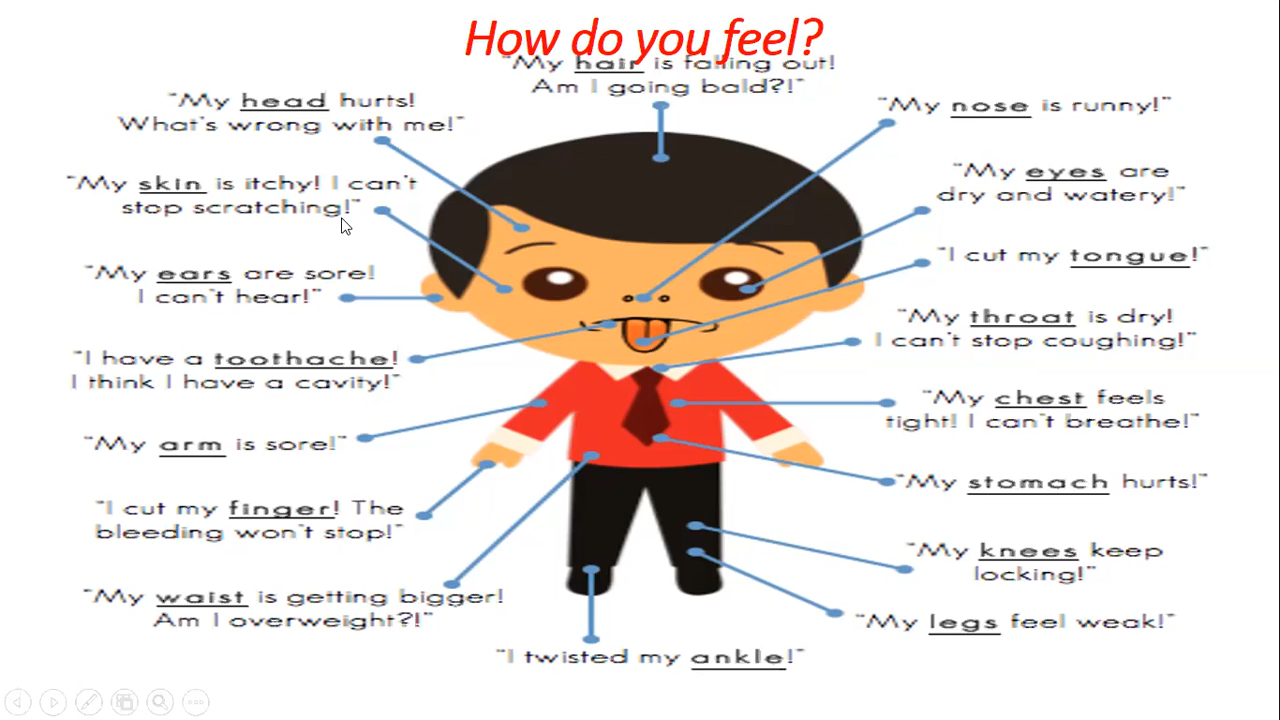 How do you feel?
"My hair is falling out!
Am I going bald?!"
"My head hurts!
What's wrong with me!"
"My skin is itchy! I can't
stop scratching!"
"My ears are sore!
I can't hear!"
"I have a toothache!
I think I have a cavity!"
"My arm is sore!"
"I cut my finger! The
bleeding won't stop!"
"My waist is getting bigger!
Am I overweight?!"
"I twisted my ankle!"
"My nose is runny!"
"My eyes are
dry and watery!"
"I cut my tongue!"
"My throat is dry!
I can't stop coughing!"
"My chest feels
tight! I can't breathe!"
"My stomach hurts!"
"My knees keep
locking!"
"My legs feel weak!"